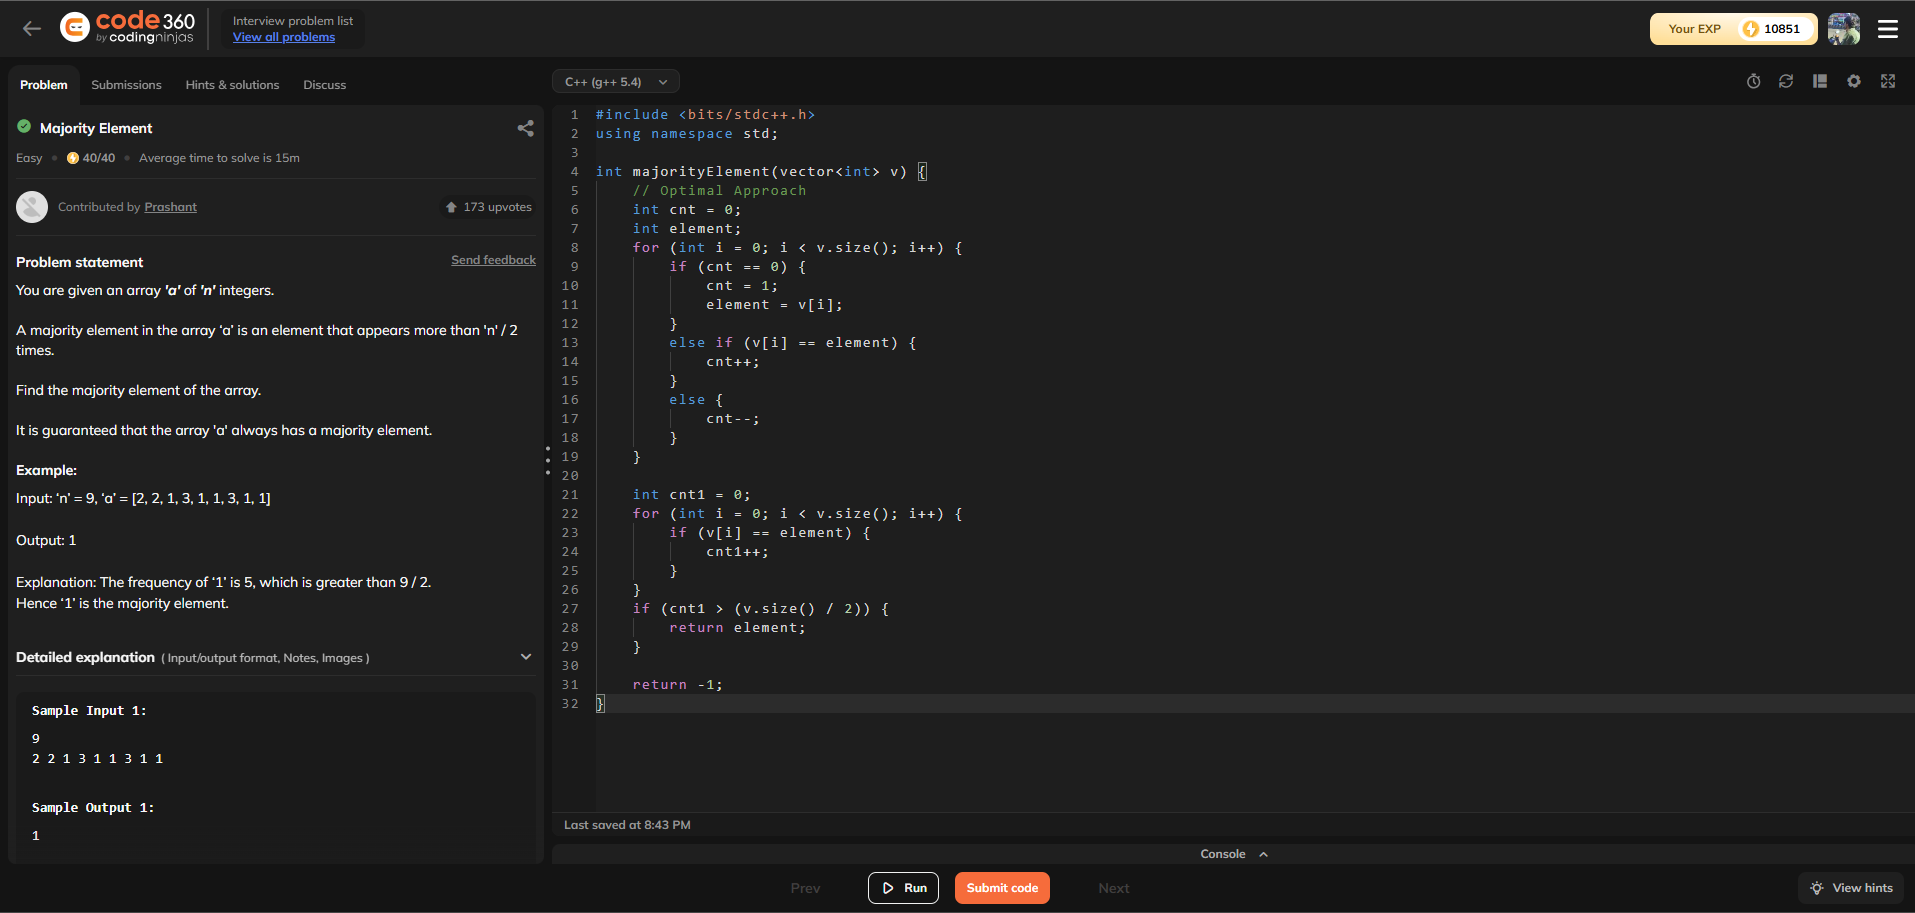 code360
by codingninjas
Interview problem list
View all problems
Your EXP 10851
Problem Submissions Hints & solutions Discuss
Majority Element
Easy • 40/40 • Average time to solve is 15m
Contributed by Prashant
173 upvotes
Problem statement
Send feedback
You are given an array 'a' of 'n' integers.
A majority element in the array ‘a’ is an element that appears more than 'n' / 2
times.
Find the majority element of the array.
It is guaranteed that the array 'a' always has a majority element.
Example:
Input: ‘n’ = 9, ‘a’ = [2, 2, 1, 3, 1, 1, 3, 1, 1]
Output: 1
Explanation: The frequency of ‘1’ is 5, which is greater than 9 / 2.
Hence ‘1’ is the majority element.
Detailed explanation ( Input/output format, Notes, Images )
Sample Input 1:
9
2 2 1 3 1 1 3 1 1
Sample Output 1:
1
C++ (g++ 5.4)
1 #include <bits/stdc++.h>
2 using namespace std;
3
4 int majorityElement(vector<int> v) {
5 // Optimal Approach
6 int cnt = 0;
7 int element;
8 for (int i = 0; i < v.size(); i++) {
9 if (cnt == 0) {
10 cnt = 1;
11 element = v[i];
12 }
13 else if (v[i] == element) {
14 cnt++;
15 }
16 else {
17 cnt--;
18 }
19 }
20
21 int cnt1 = 0;
22 for (int i = 0; i < v.size(); i++) {
23 if (v[i] == element) {
24 cnt1++;
25 }
26 }
27 if (cnt1 > (v.size() / 2)) {
28 return element;
29 }
30
31 return -1;
32 }
Last saved at 8:43 PM
Console
Prev Run Submit code Next View hints